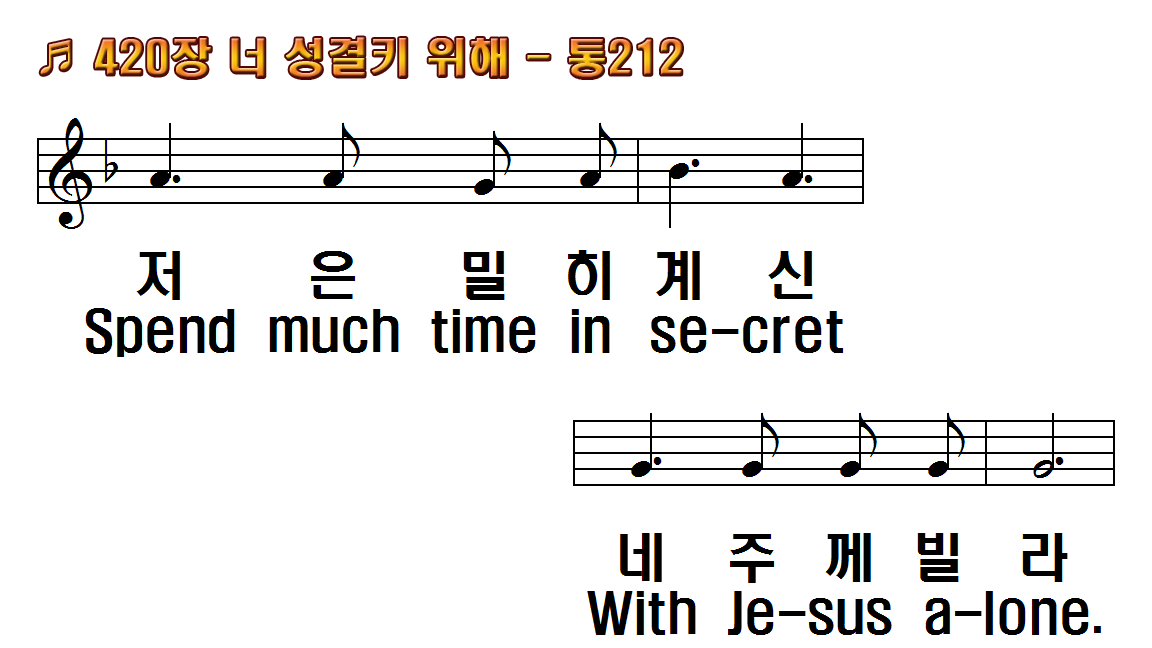 ♬ 420장 너 성결키 위해 - 통212
저 은 밀 히 계 신
Spend much time in se-cret
네 주 께 빌 라
With Je-sus a-lone.